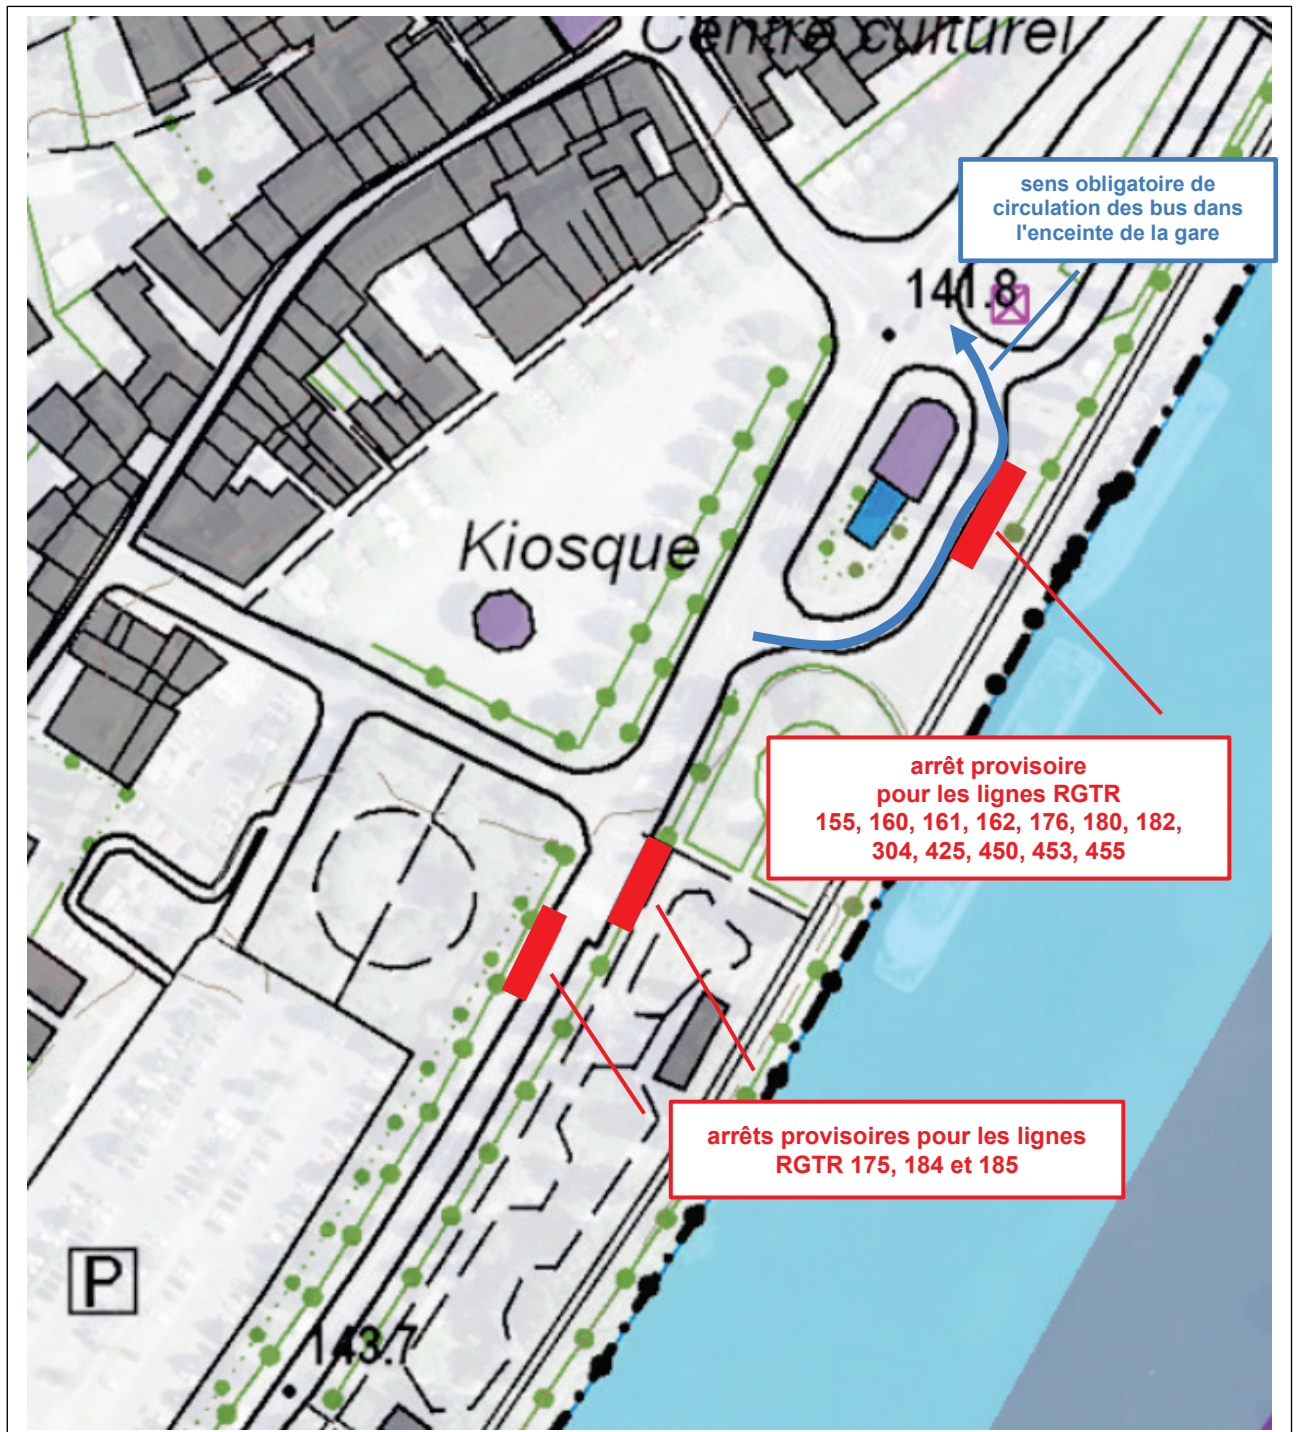 Centre culturel
sens obligatoire de
circulation des bus dans
l'enceinte de la gare
141.8
Kiosque
arrêt provisoire
pour les lignes RGTR
155, 160, 161, 162, 176, 180, 182,
304, 425, 450, 453, 455
arrêts provisoires pour les lignes
RGTR 175, 184 et 185
P
143.7